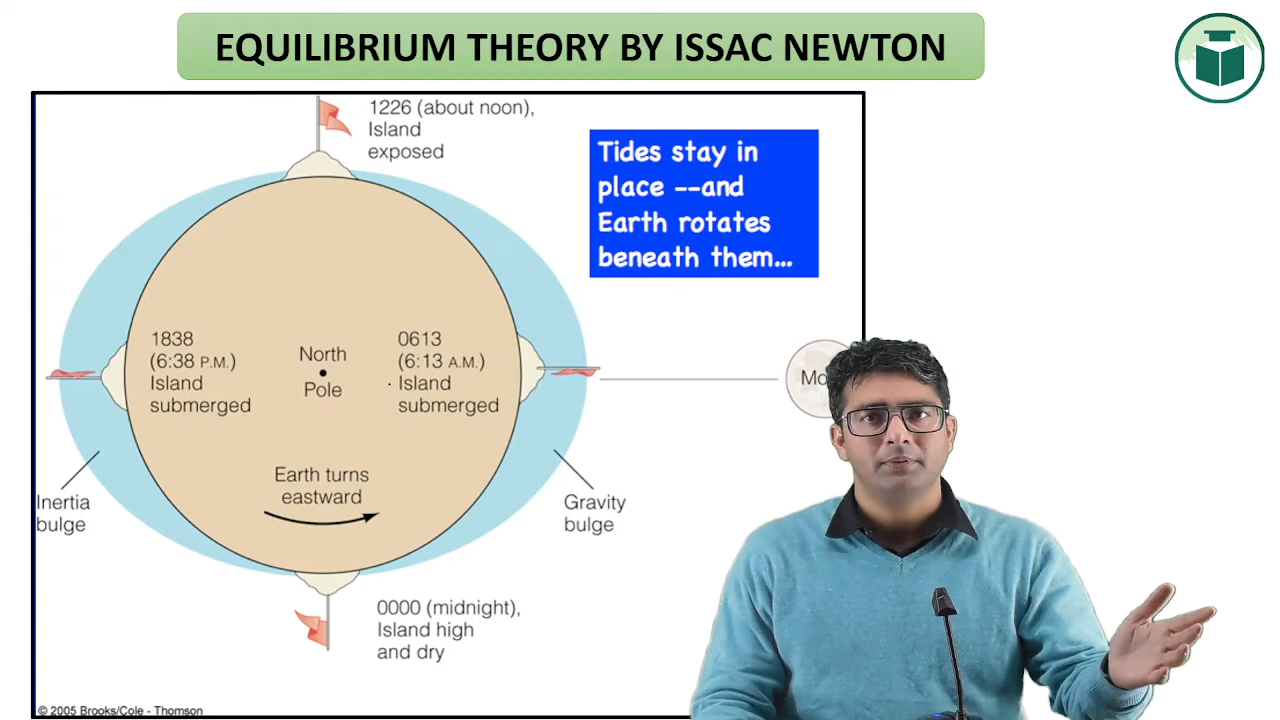 EQUILIBRIUM THEORY BY ISSAC NEWTON
1226 (about noon),
Island
exposed
Tides stay in
place --and
Earth rotates
beneath them...
1838
(6:38 P.M.)
Island
submerged
North
Pole
0613
(6:13 A.M.)
Island
submerged
Earth turns
eastward
Inertia
bulge
Gravity
bulge
0000 (midnight),
Island high
and dry
© 2005 Brooks/Cole - Thomson